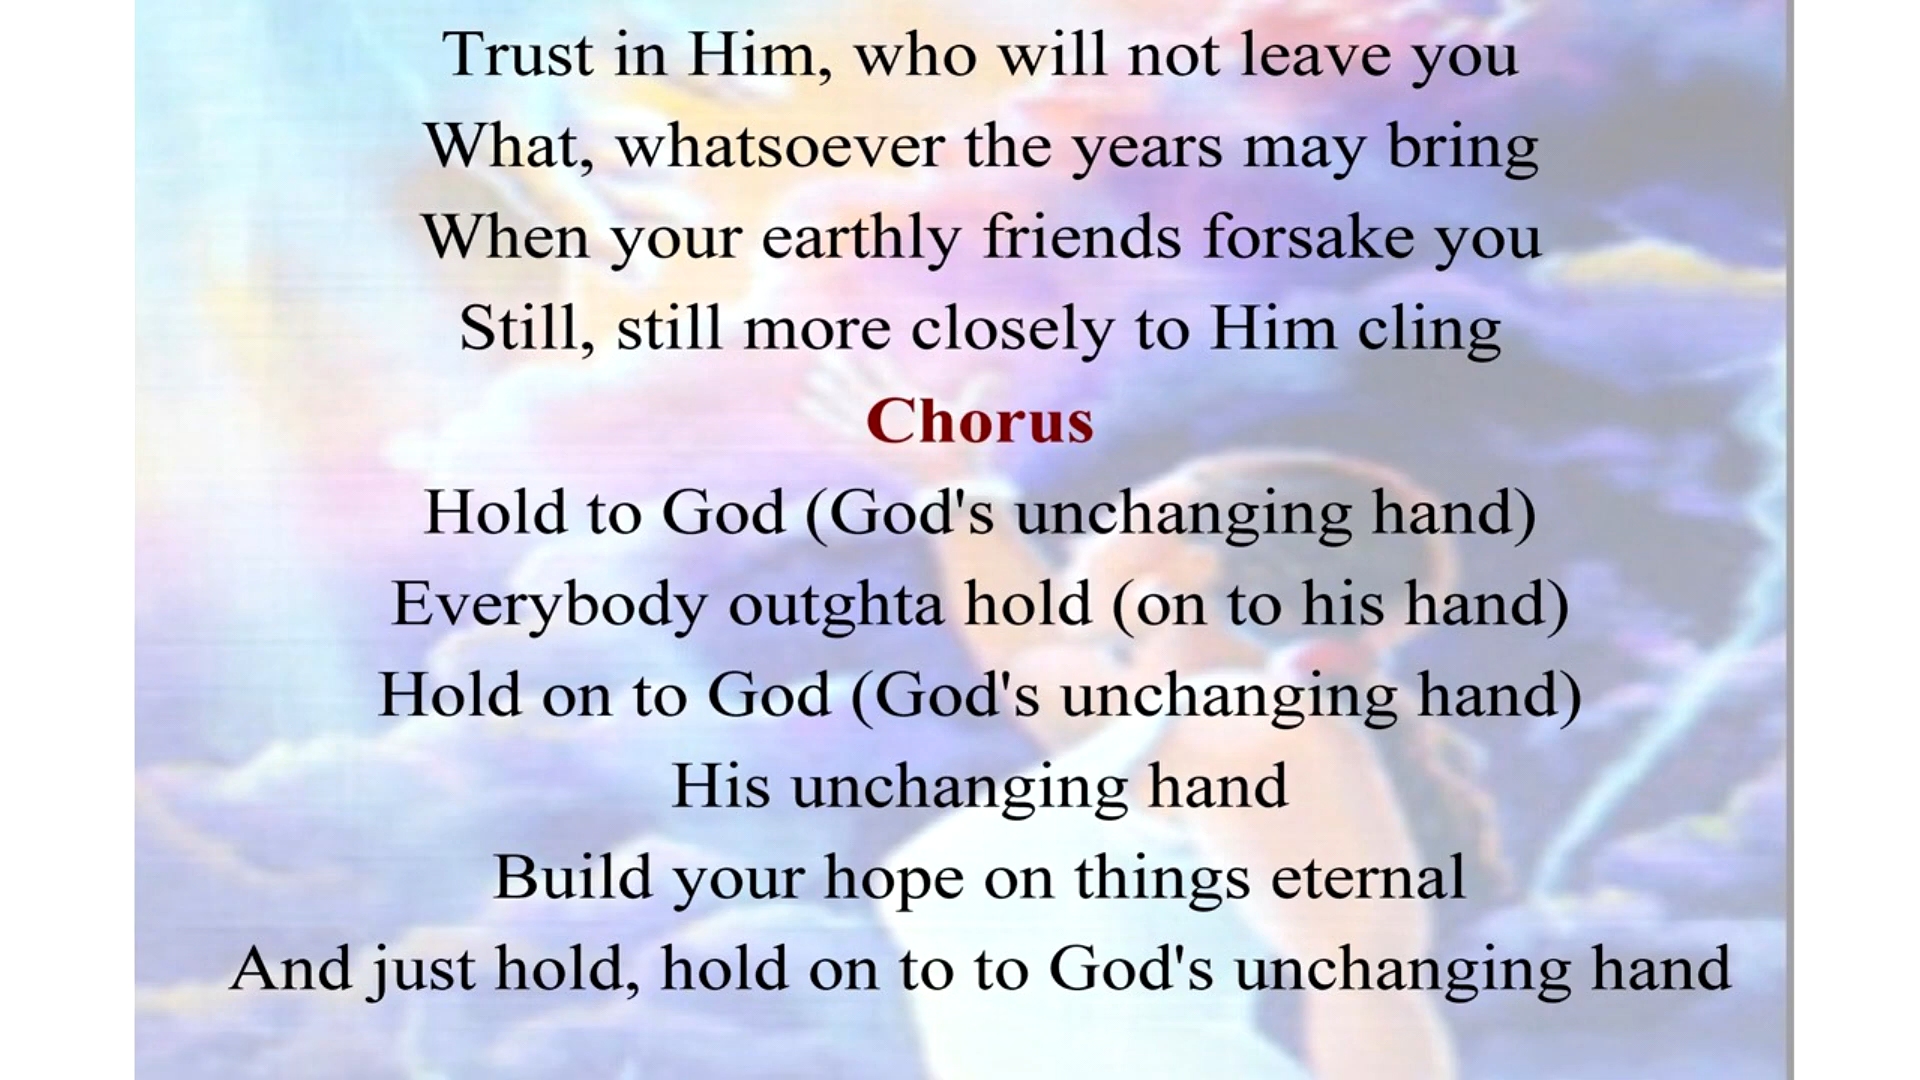 Trust in Him, who will not leave you
What, whatsoever the years may bring
When your earthly friends forsake you
Still, still more closely to Him cling
Chorus
Hold to God (God's unchanging hand)
Everybody outghta hold (on to his hand)
Hold on to God (God's unchanging hand)
His unchanging hand
Build your hope on things eternal
And just hold, hold on to to God's unchanging hand